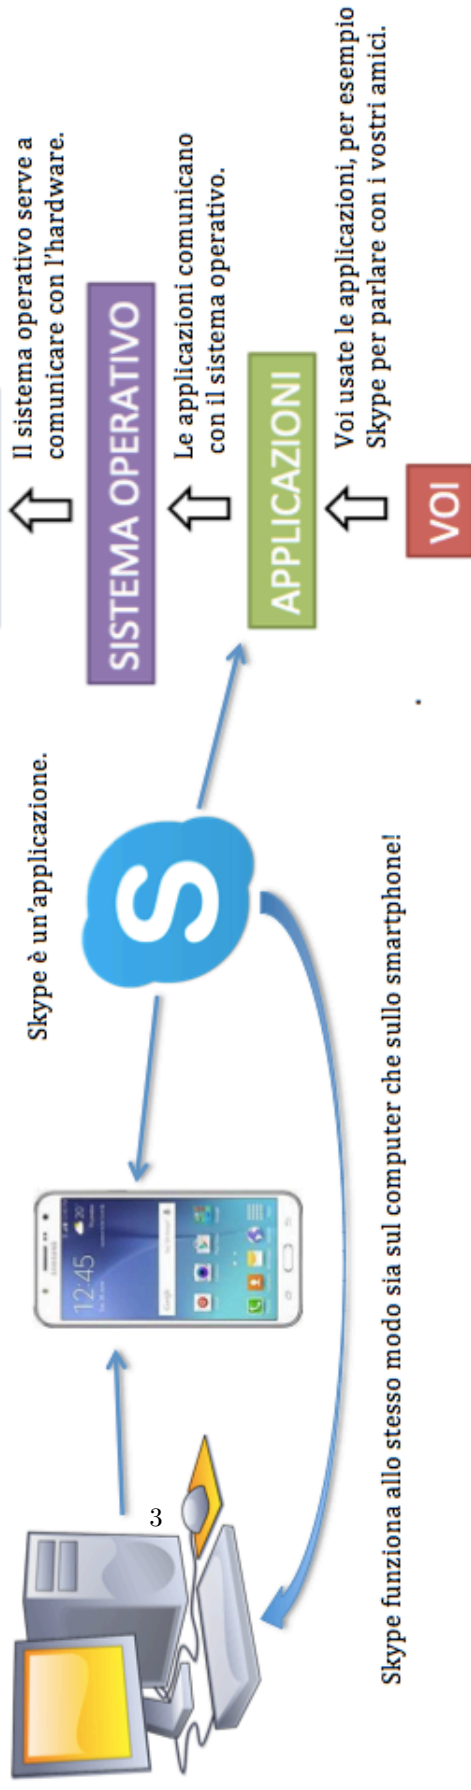 Il sistema operativo serve a
comunicare con l'hardware.
SISTEMA OPERATIVO
Le applicazioni comunicano
con il sistema operativo.
APPLICAZIONI
Voi usate le applicazioni, per esempio
Skype per parlare con i vostri amici.
VOI
Skype è un'applicazione.
S
SAMSUNG
12:45
Google
3
Skype funziona allo stesso modo sia sul computer che sullo smartphone!